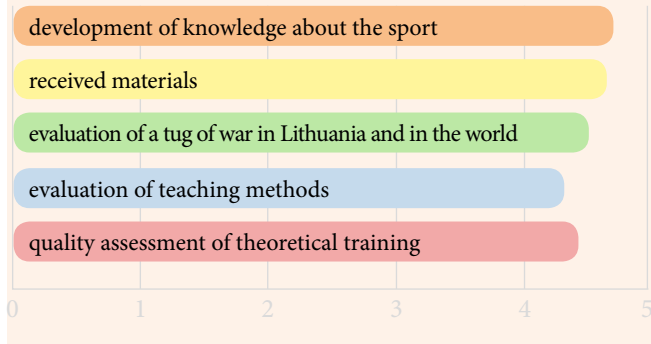 development of knowledge about the sport
received materials
evaluation of a tug of war in Lithuania and in the world
evaluation of teaching methods
quality assessment of theoretical training
0 1 2 3 4 5